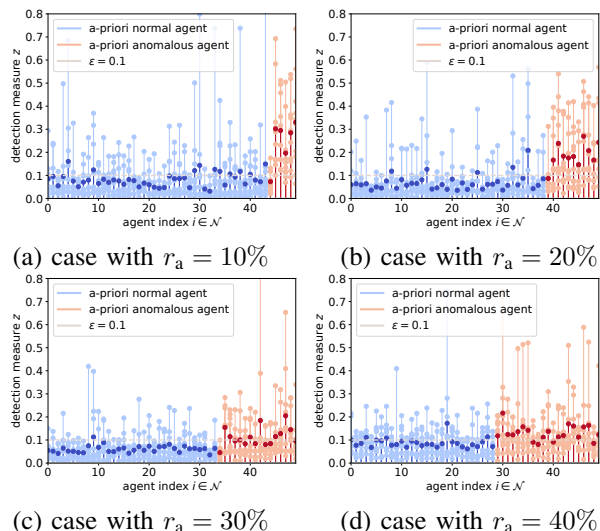 0.8
0.7
0.6
0.5
0.4
0.3
0.2
0.1
0.0
detection measure z
a-priori normal agent
a-priori anomalous agent
ε = 0.1
0 10 20 30 40
agent index i ∈ 𝒩
(a) case with r_a = 10%
0.8
0.7
0.6
0.5
0.4
0.3
0.2
0.1
0.0
detection measure z
a-priori normal agent
a-priori anomalous agent
ε = 0.1
0 10 20 30 40
agent index i ∈ 𝒩
(b) case with r_a = 20%
0.8
0.7
0.6
0.5
0.4
0.3
0.2
0.1
0.0
detection measure z
a-priori normal agent
a-priori anomalous agent
ε = 0.1
0 10 20 30 40
agent index i ∈ 𝒩
(c) case with r_a = 30%
0.8
0.7
0.6
0.5
0.4
0.3
0.2
0.1
0.0
detection measure z
a-priori normal agent
a-priori anomalous agent
ε = 0.1
0 10 20 30 40
agent index i ∈ 𝒩
(d) case with r_a = 40%